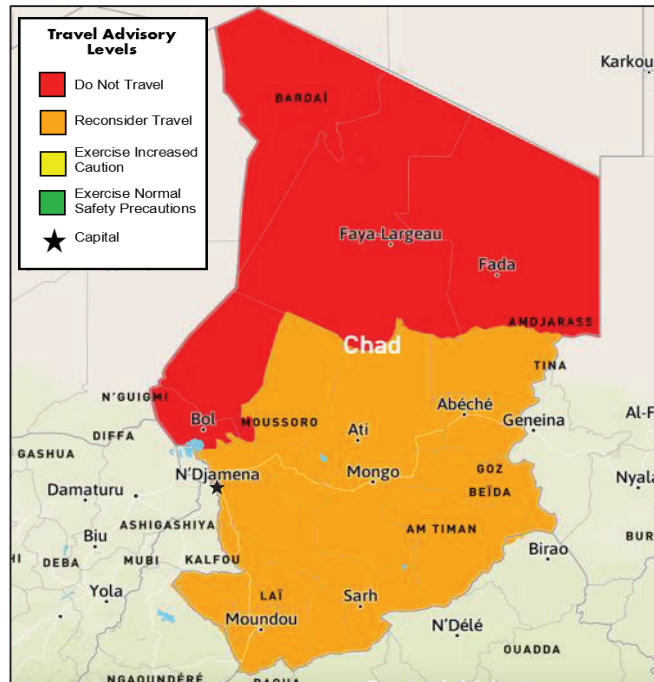 Travel Advisory
Levels
Do Not Travel
Reconsider Travel
Exercise Increased
Caution
Exercise Normal
Safety Precautions
Capital
Karkou
BARDAÏ
Faya-Largeau
Fada
AMDJARASS
Chad
TINA
N'GUIGMI
Bol
MOUSSORO
Abéché
Geneina
Al-F
DIFFA
Ati
GASHUA
N'Djamena
Mongo
GOZ
BEÏDA
Nyala
Damaturu
ASHIGASHIYA
AM TIMAN
Biu
BUR
HI
DEBA
MUBI
KALFOU
Birao
Yola
LAÏ
Sarh
Moundou
N'Délé
OUADDA
NGAOUNDÉRÉ